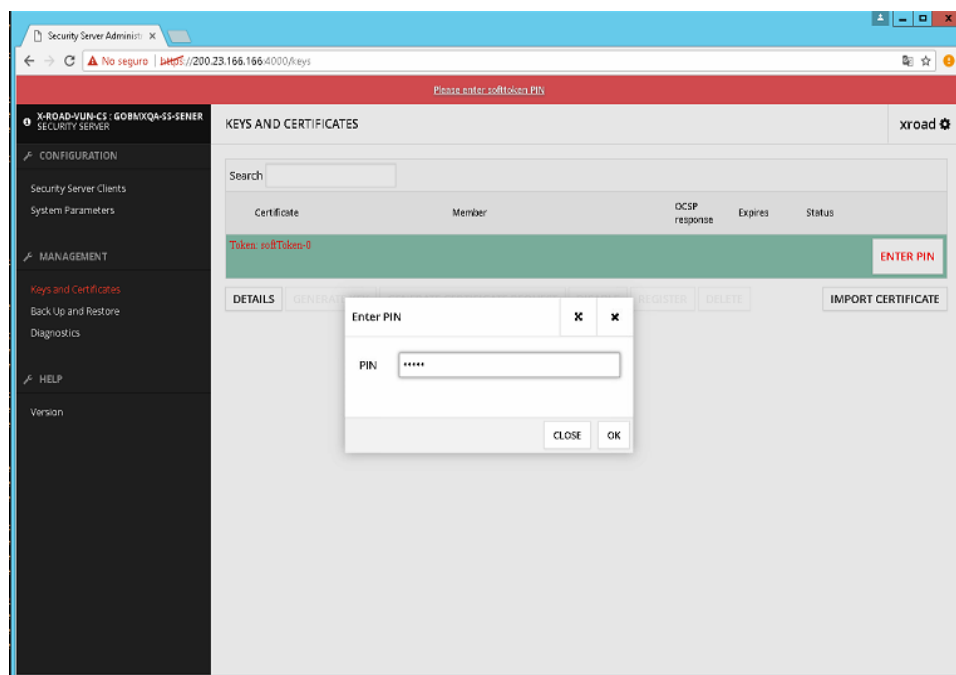 Security Server Administr
No seguro | https://200.23.166.166:4000/keys
Please enter softtoken PIN
X-ROAD-VUN-CS : GOBMXQA-SS-SENER
SECURITY SERVER
KEYS AND CERTIFICATES
xroad
CONFIGURATION
Search
Security Server Clients
System Parameters
Certificate Member OCSP response Expires Status
Token: softToken-0
ENTER PIN
MANAGEMENT
Keys and Certificates
Back Up and Restore
Diagnostics
DETAILS REGISTER DELETE IMPORT CERTIFICATE
Enter PIN
PIN •••••
HELP
Version
CLOSE OK